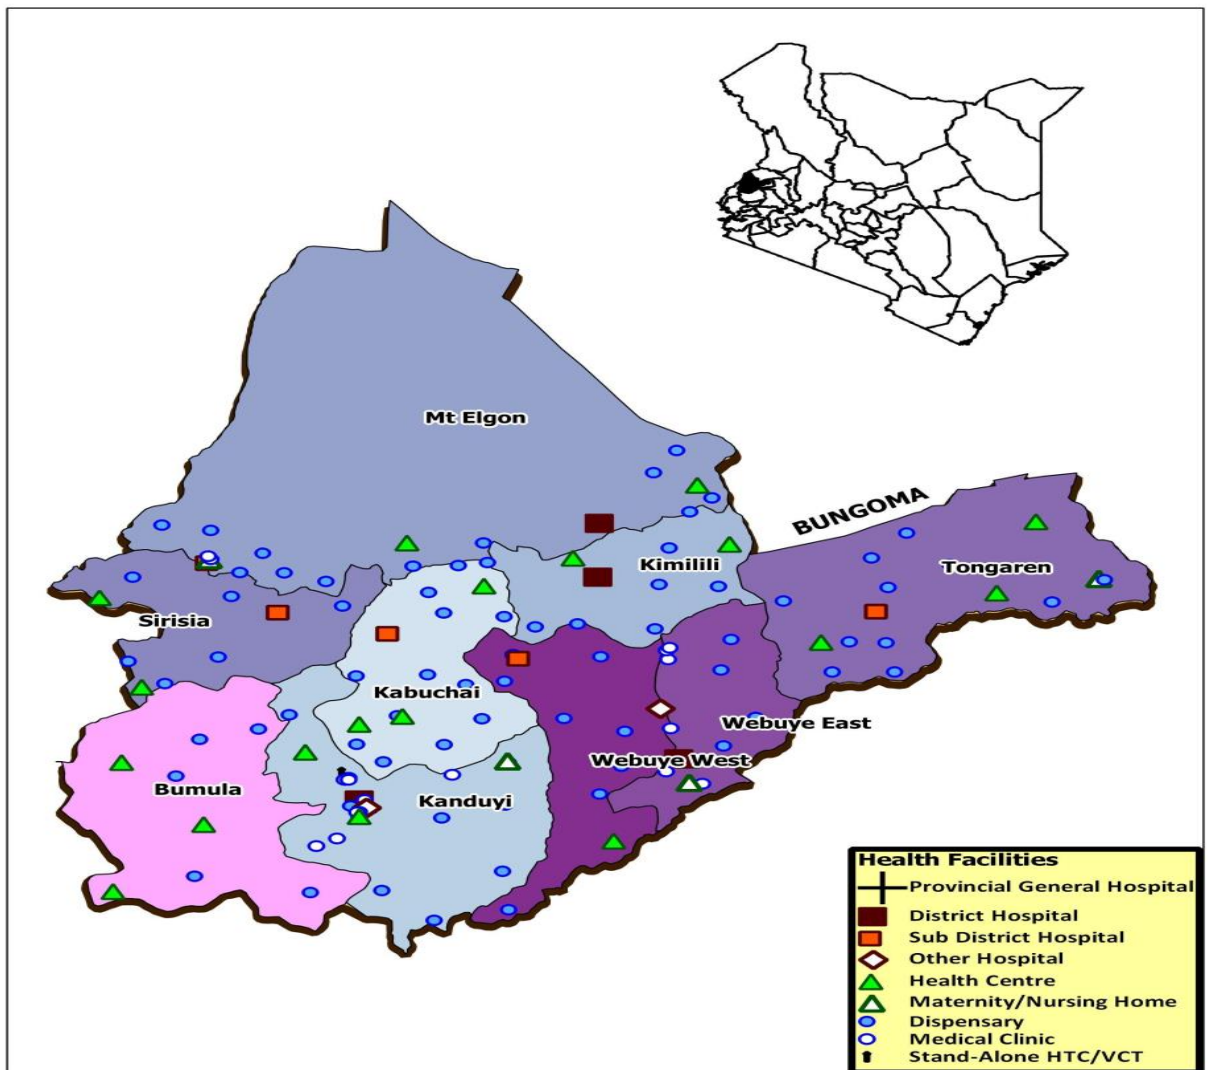 Mt Elgon
BUNGOMA
Kimilili
Tongaren
Sirisia
Kabuchai
Webuye East
Webuye West
Bumula
Kanduyi
Health Facilities
Provincial General Hospital
District Hospital
Sub District Hospital
Other Hospital
Health Centre
Maternity/Nursing Home
Dispensary
Medical Clinic
Stand-Alone HTC/VCT